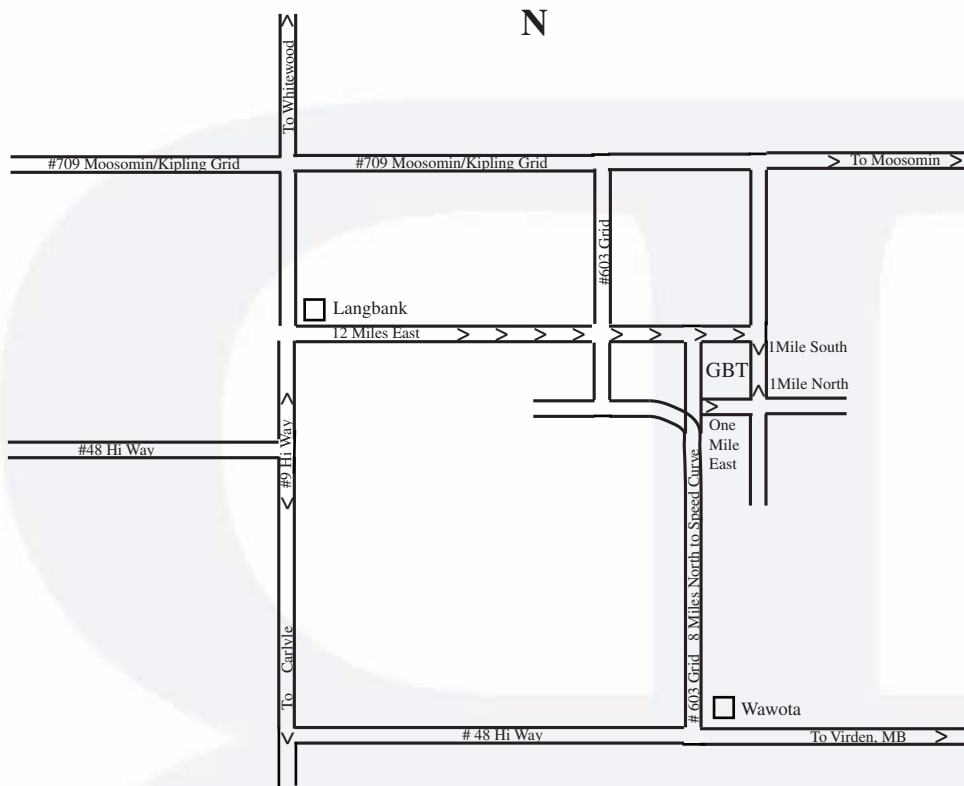 N
To Whitewood
#709 Moosomin/Kipling Grid
#709 Moosomin/Kipling Grid
To Moosomin
#603 Grid
Langbank
12 Miles East
1Mile South
GBT
1Mile North
One
Mile
East
#48 Hi Way
#9 Hi Way
# 603 Grid 8 Miles North to Speed Curve
To Carlyle
Wawota
# 48 Hi Way
To Virden, MB